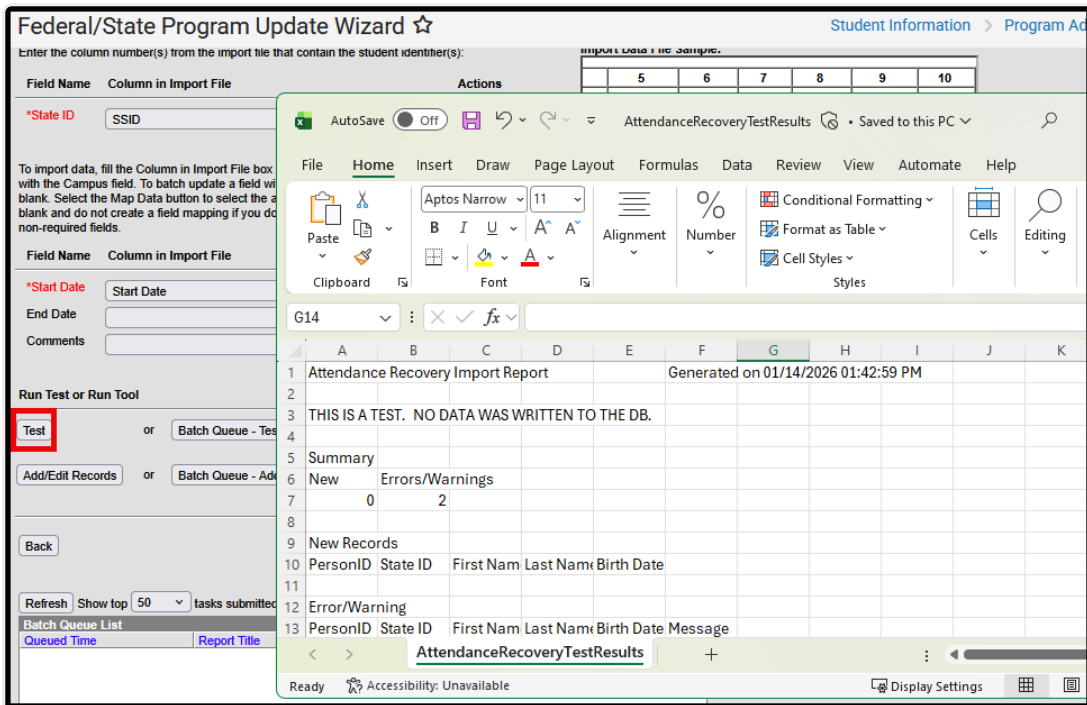 Federal/State Program Update Wizard
Student Information > Program Ad
Enter the column number(s) from the import file that contain the student identifier(s):
Import Data File Sample:
Field Name Column in Import File Actions
5 6 7 8 9 10
*State ID SSID
To import data, fill the Column in Import File box
with the Campus field. To batch update a field wi
blank. Select the Map Data button to select the a
blank and do not create a field mapping if you do
non-required fields.
Field Name Column in Import File
*Start Date Start Date
End Date
Comments
Run Test or Run Tool
Test or Batch Queue - Tes
Add/Edit Records or Batch Queue - Add
Back
Refresh Show top 50 tasks submitted
Batch Queue List
Queued Time Report Title
AutoSave Off AttendanceRecoveryTestResults • Saved to this PC
File Home Insert Draw Page Layout Formulas Data Review View Automate Help
Paste
Clipboard
Aptos Narrow 11
B I U A A
A
Font
Alignment
% Number
Conditional Formatting
Format as Table
Cell Styles
Styles
Cells
Editing
G14 fx
A B C D E F G H I J K
1 Attendance Recovery Import Report Generated on 01/14/2026 01:42:59 PM
2
3 THIS IS A TEST. NO DATA WAS WRITTEN TO THE DB.
4
5 Summary
6 New Errors/Warnings
7 0 2
8
9 New Records
10 PersonID State ID First Nam Last Name Birth Date
11
12 Error/Warning
13 PersonID State ID First Nam Last Name Birth Date Message
AttendanceRecoveryTestResults +
Ready Accessibility: Unavailable Display Settings